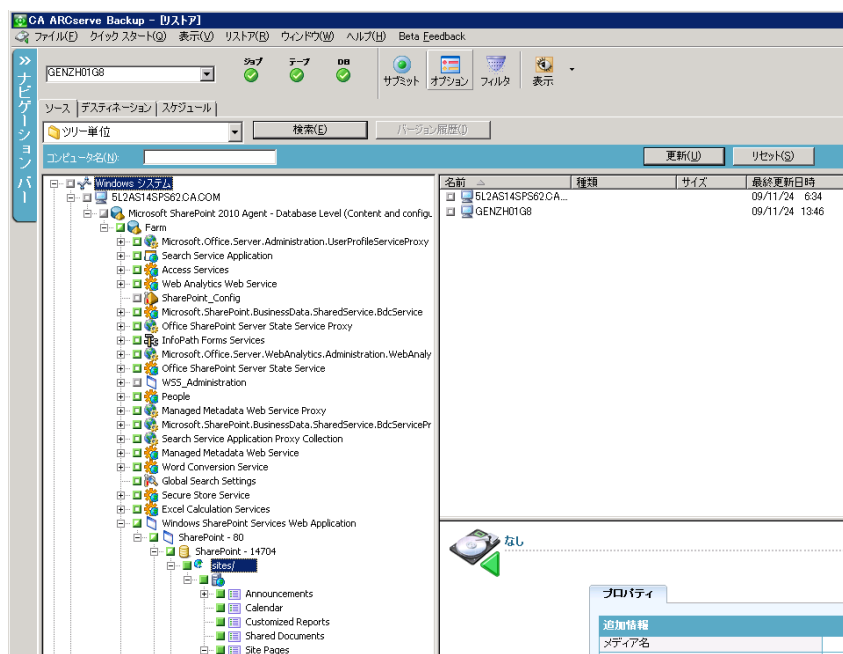 CA ARCserve Backup - [リストア]
ファイル(F) クイック スタート(Q) 表示(V) リストア(R) ウィンドウ(W) ヘルプ(H) Beta Feedback
ジョブ テープ DB
GENZH01G8
サブミット オプション フィルタ 表示
ナビゲーション バー
ソース デスティネーション スケジュール
ツリー単位 検索(E) バージョン履歴(I)
コンピュータ名(N): 更新(U) リセット(S)
Windows システム
5L2AS14SPS62.CA.COM
Microsoft SharePoint 2010 Agent - Database Level (Content and configu
Farm
Microsoft.Office.Server.Administration.UserProfileServiceProxy
Search Service Application
Access Services
Web Analytics Web Service
SharePoint_Config
Microsoft.SharePoint.BusinessData.SharedService.BdcService
Office SharePoint Server State Service Proxy
InfoPath Forms Services
Microsoft.Office.Server.WebAnalytics.Administration.WebAnaly
Office SharePoint Server State Service
WSS_Administration
People
Managed Metadata Web Service Proxy
Microsoft.SharePoint.BusinessData.SharedService.BdcServicePr
Search Service Application Proxy Collection
Managed Metadata Web Service
Word Conversion Service
Global Search Settings
Secure Store Service
Excel Calculation Services
Windows SharePoint Services Web Application
SharePoint - 80
SharePoint - 14704
sites/
Announcements
Calendar
Customized Reports
Shared Documents
Site Pages
名前 種類 サイズ 最終更新日時
5L2AS14SPS62.CA... 09/11/24 6:34
GENZH01G8 09/11/24 13:46
なし
プロパティ
追加情報
メディア名